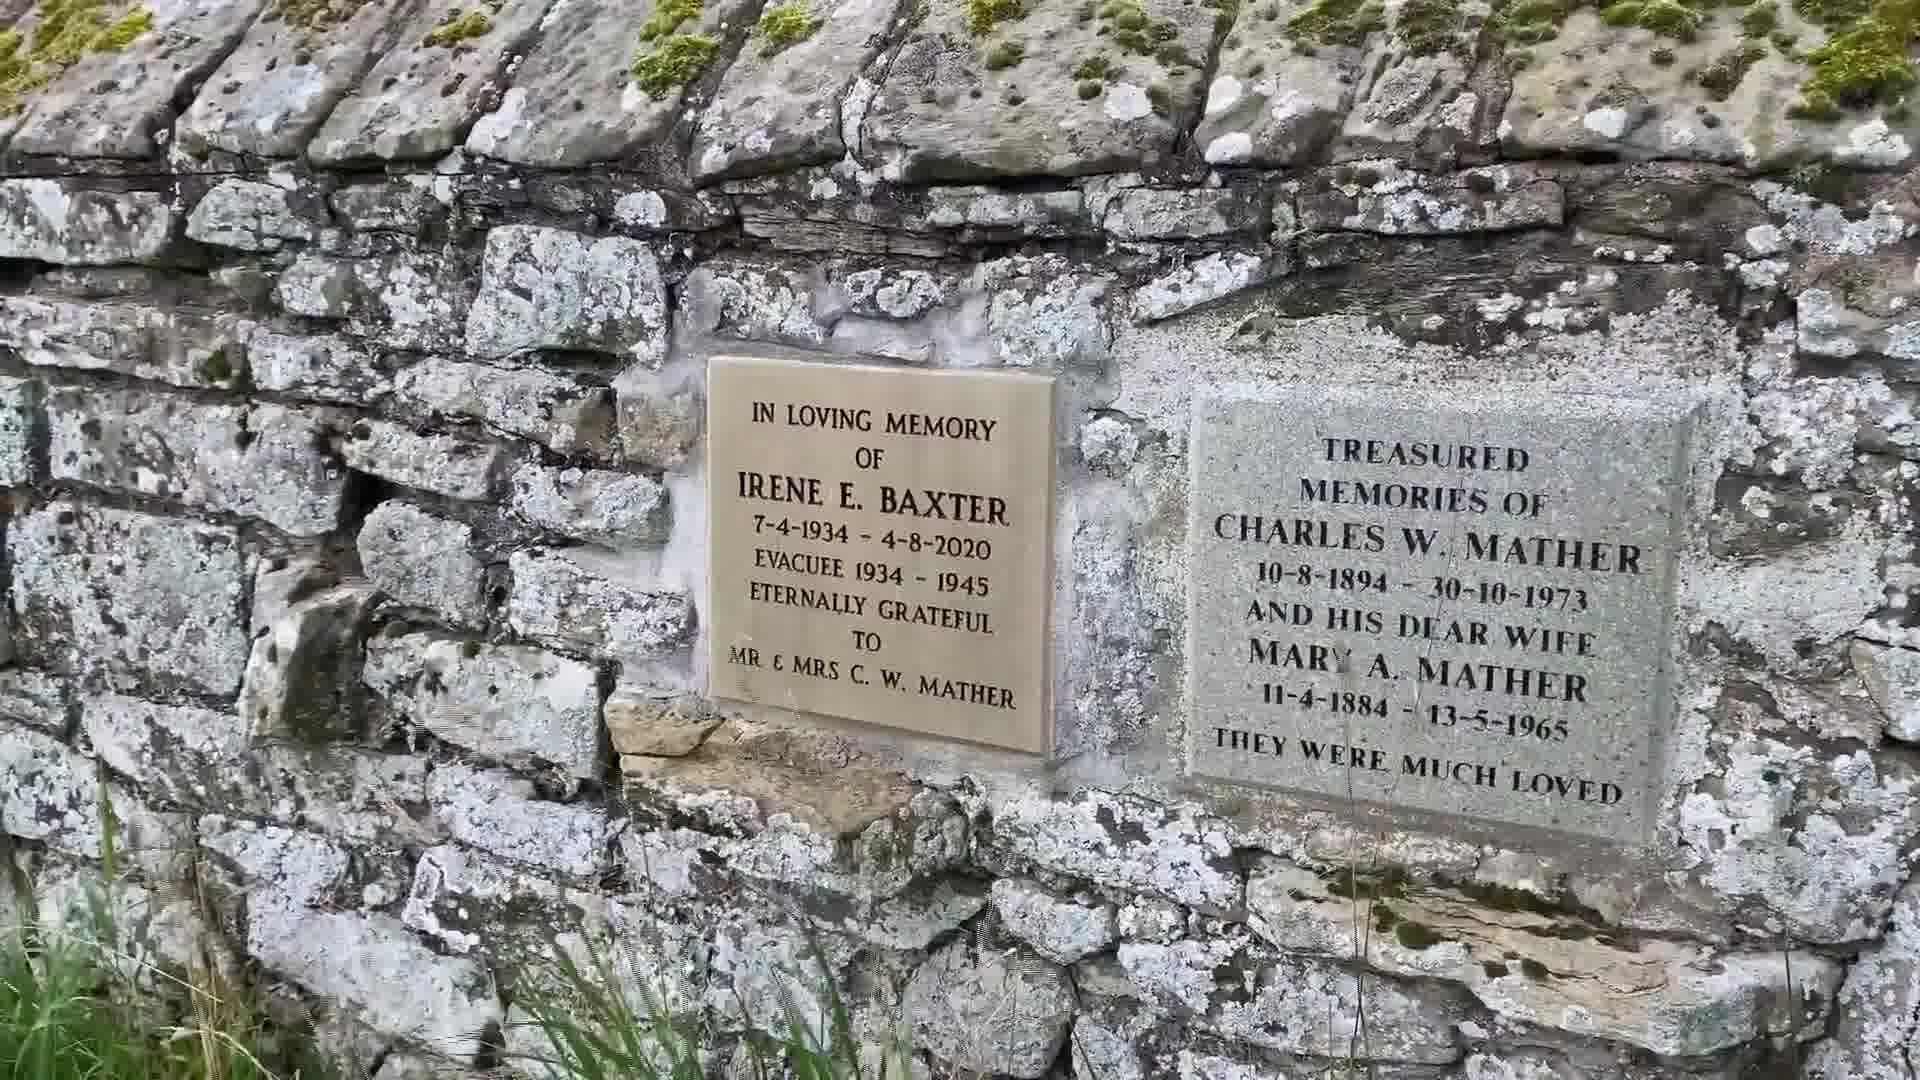 IN LOVING MEMORY
OF
IRENE E. BAXTER
7-4-1934 - 4-8-2020
EVACUEE 1934 - 1945
ETERNALLY GRATEFUL
TO
MR & MRS C. W. MATHER
TREASURED
MEMORIES OF
CHARLES W. MATHER
10-8-1894 - 30-10-1973
AND HIS DEAR WIFE
MARY A. MATHER
11-4-1884 - 13-5-1965
THEY WERE MUCH LOVED